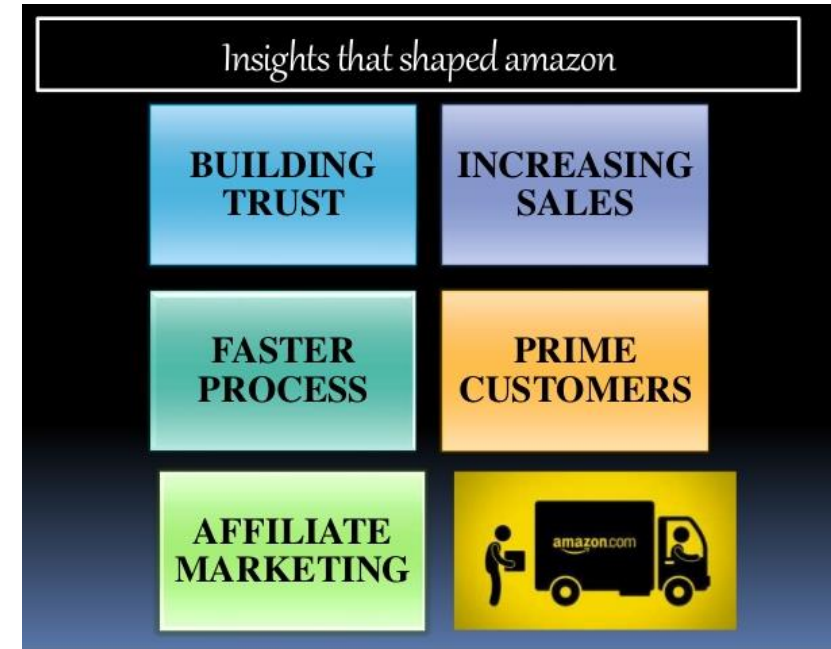 Insights that shaped amazon
BUILDING
TRUST
INCREASING
SALES
FASTER
PROCESS
PRIME
CUSTOMERS
AFFILIATE
MARKETING
amazon.com